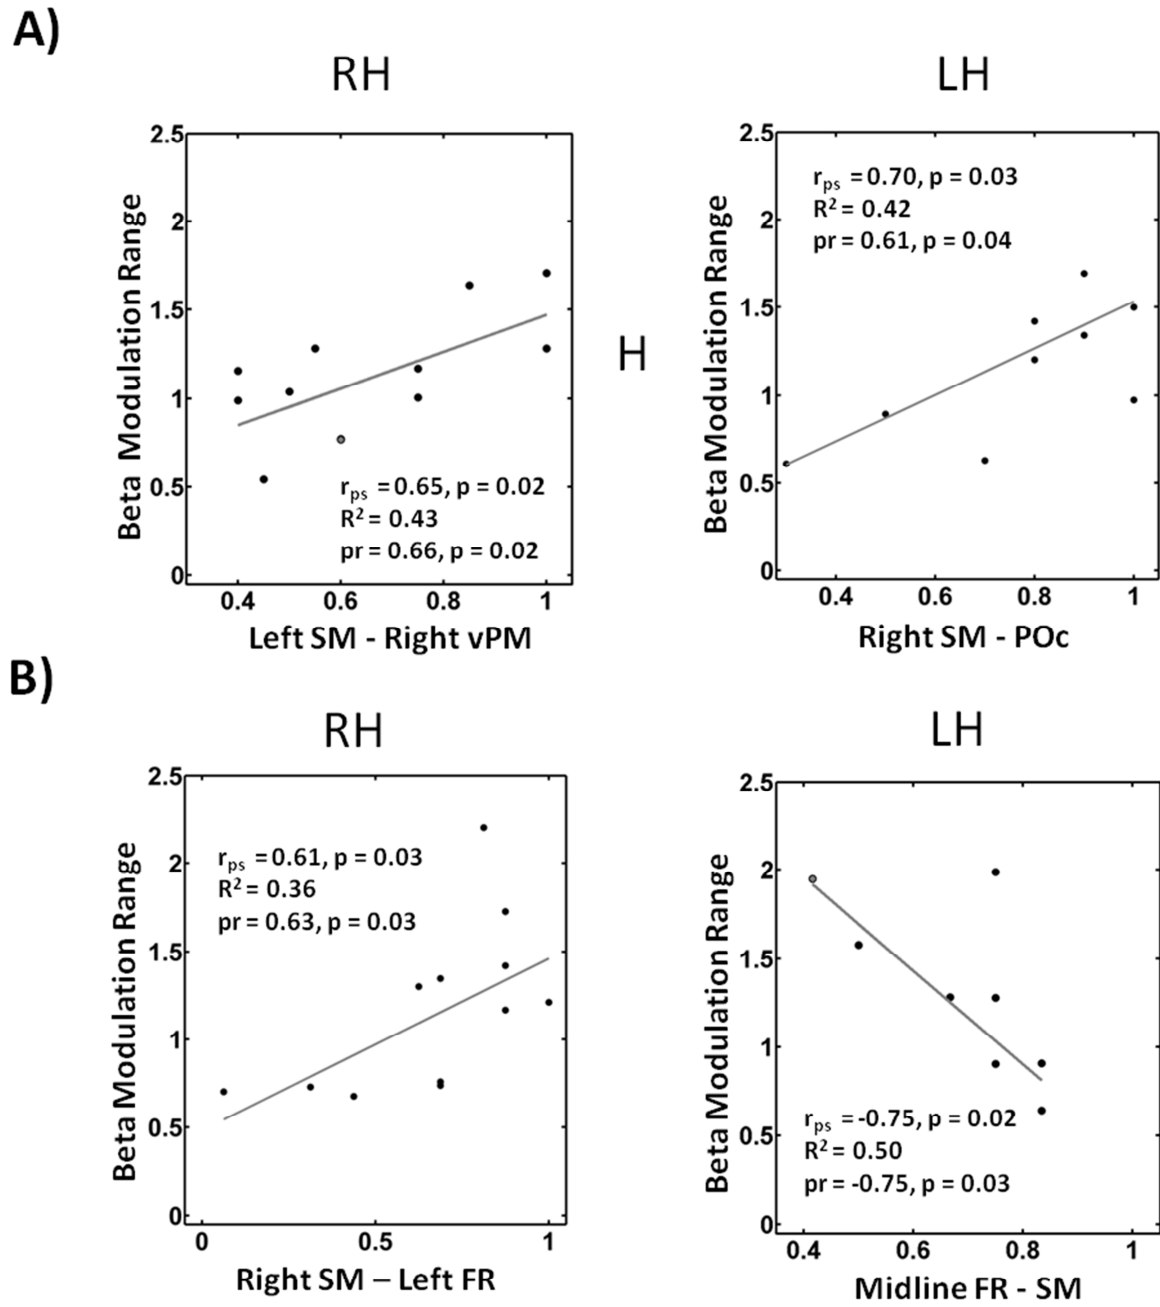 A)
RH
2.5
2
1.5
1
0.5
0
Beta Modulation Range
r_ps = 0.65, p = 0.02
R² = 0.43
pr = 0.66, p = 0.02
0.4 0.6 0.8 1
Left SM - Right vPM
H
LH
2.5
2
1.5
1
0.5
0
Beta Modulation Range
r_ps = 0.70, p = 0.03
R² = 0.42
pr = 0.61, p = 0.04
0.4 0.6 0.8 1
Right SM - POc
B)
RH
2.5
2
1.5
1
0.5
0
Beta Modulation Range
r_ps = 0.61, p = 0.03
R² = 0.36
pr = 0.63, p = 0.03
0 0.5 1
Right SM – Left FR
LH
2.5
2
1.5
1
0.5
0
Beta Modulation Range
r_ps = -0.75, p = 0.02
R² = 0.50
pr = -0.75, p = 0.03
0.4 0.6 0.8 1
Midline FR - SM